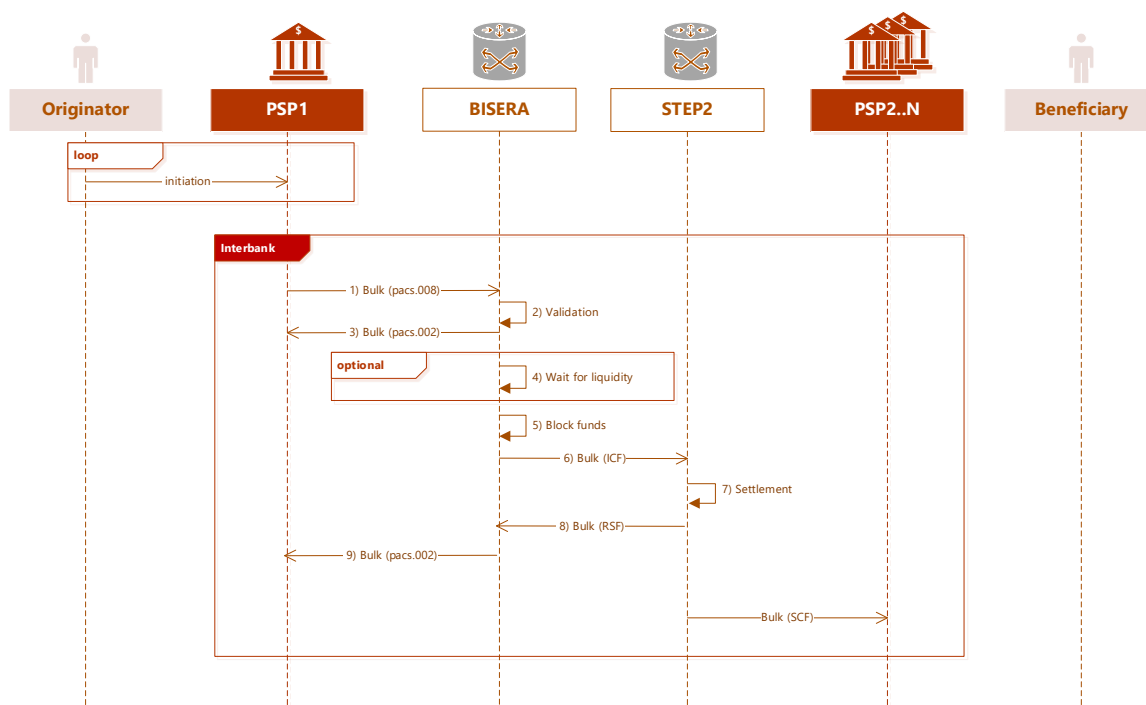 $
$
$
$
Originator
PSP1
BISERA
STEP2
PSP2..N
Beneficiary
loop
initiation
Interbank
1) Bulk (pacs.008)
2) Validation
3) Bulk (pacs.002)
optional
4) Wait for liquidity
5) Block funds
6) Bulk (ICF)
7) Settlement
8) Bulk (RSF)
9) Bulk (pacs.002)
Bulk (SCF)